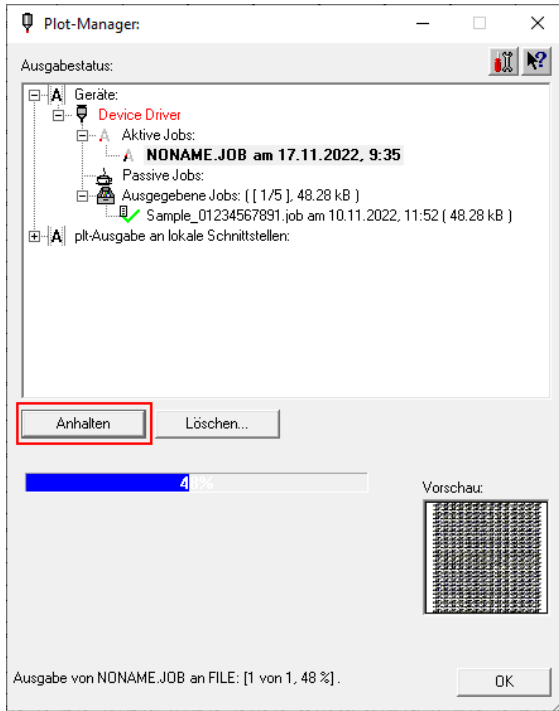 Plot-Manager:
Ausgabestatus:
Geräte:
Device Driver
Aktive Jobs:
NONAME.JOB am 17.11.2022, 9:35
Passive Jobs:
Ausgegebene Jobs: ( [ 1/5 ], 48.28 kB )
Sample_01234567891.job am 10.11.2022, 11:52 ( 48.28 kB )
plt-Ausgabe an lokale Schnittstellen:
Anhalten Löschen...
48%
Vorschau:
Ausgabe von NONAME.JOB an FILE: [1 von 1, 48 %] .
OK